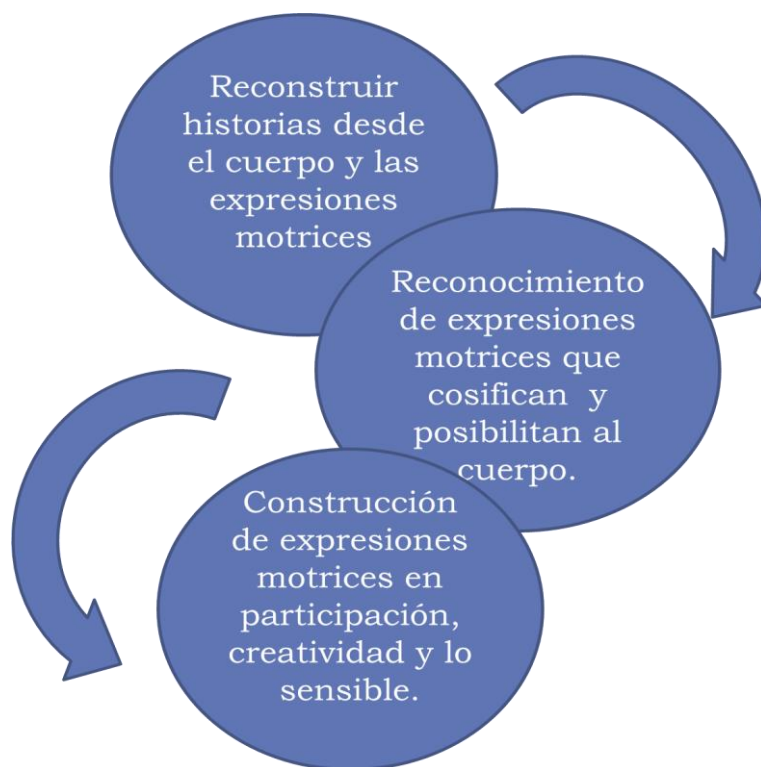 Reconstruir
historias desde
el cuerpo y las
expresiones
motrices
Reconocimiento
de expresiones
motrices que
cosifican y
posibilitan al
cuerpo.
Construcción
de expresiones
motrices en
participación,
creatividad y lo
sensible.